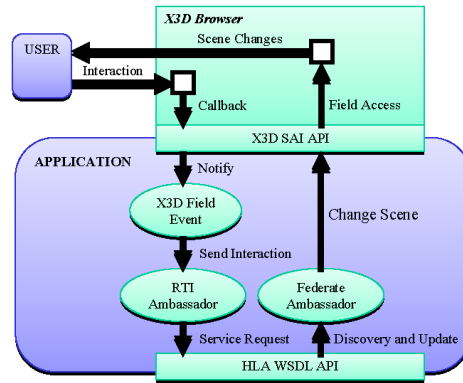 X3D Browser
USER
Scene Changes
Interaction
Callback
Field Access
X3D SAI API
APPLICATION
Notify
X3D Field
Event
Change Scene
Send Interaction
RTI
Ambassador
Federate
Ambassador
Service Request
Discovery and Update
HLA WSDL API